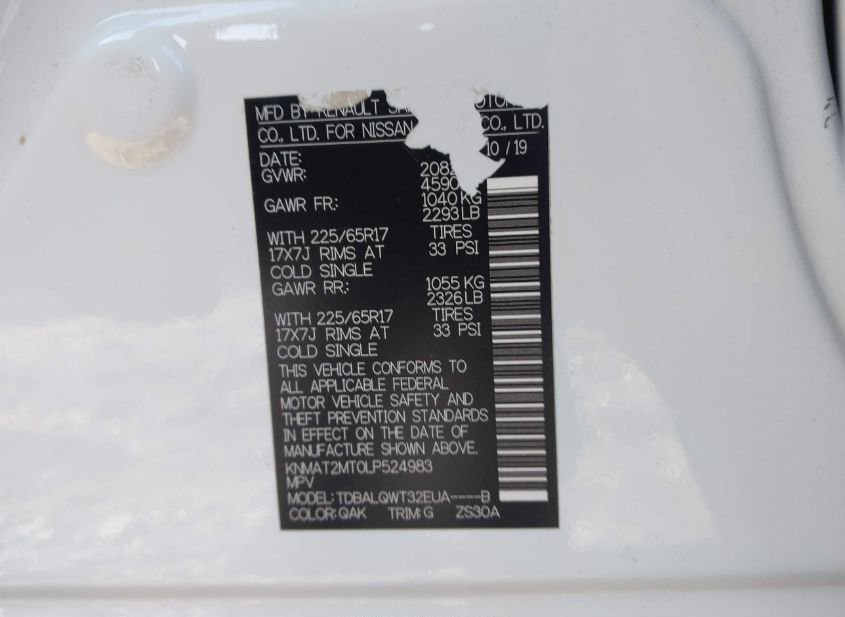 MFD BY RENAULT
CO., LTD. FOR NISSAN CO., LTD.
DATE: 10 / 19
GVWR: 208
4590
GAWR FR: 1040 KG
2293 LB
WITH 225/65R17 TIRES
17X7J RIMS AT 33 PSI
COLD SINGLE
GAWR RR: 1055 KG
2326 LB
WITH 225/65R17 TIRES
17X7J RIMS AT 33 PSI
COLD SINGLE
THIS VEHICLE CONFORMS TO
ALL APPLICABLE FEDERAL
MOTOR VEHICLE SAFETY AND
THEFT PREVENTION STANDARDS
IN EFFECT ON THE DATE OF
MANUFACTURE SHOWN ABOVE.
KNMAT2MT0LP524983
MPV
MODEL: TDBALQWT32EUA----B
COLOR: QAK TRIM: G ZS30A